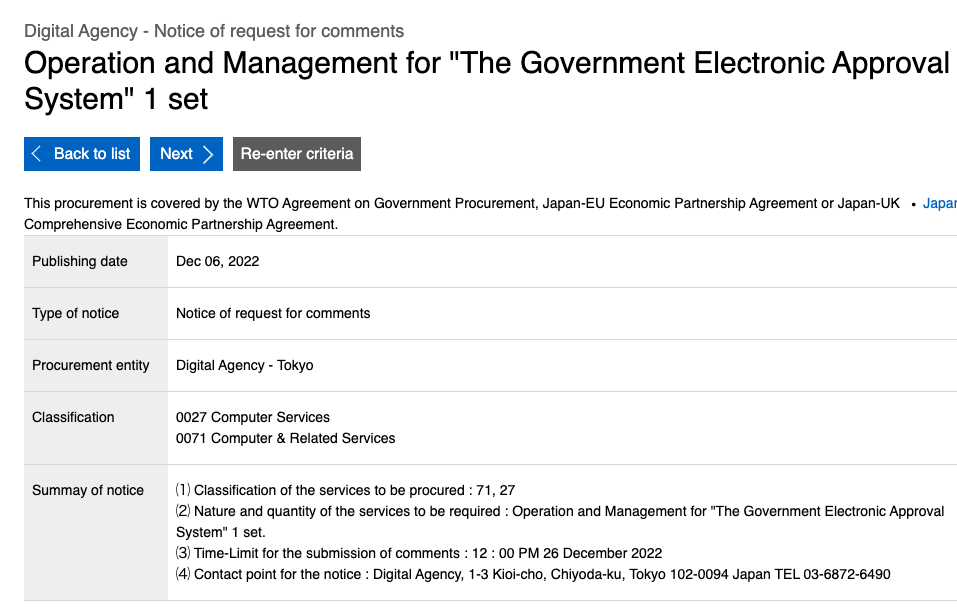 Digital Agency - Notice of request for comments
Operation and Management for "The Government Electronic Approval
System" 1 set
Back to list
Next
Re-enter criteria
This procurement is covered by the WTO Agreement on Government Procurement, Japan-EU Economic Partnership Agreement or Japan-UK • Japan
Comprehensive Economic Partnership Agreement.
Publishing date Dec 06, 2022
Type of notice Notice of request for comments
Procurement entity Digital Agency - Tokyo
Classification 0027 Computer Services
0071 Computer & Related Services
Summay of notice ⑴ Classification of the services to be procured : 71, 27
⑵ Nature and quantity of the services to be required : Operation and Management for "The Government Electronic Approval
System" 1 set.
⑶ Time-Limit for the submission of comments : 12 : 00 PM 26 December 2022
⑷ Contact point for the notice : Digital Agency, 1-3 Kioi-cho, Chiyoda-ku, Tokyo 102-0094 Japan TEL 03-6872-6490